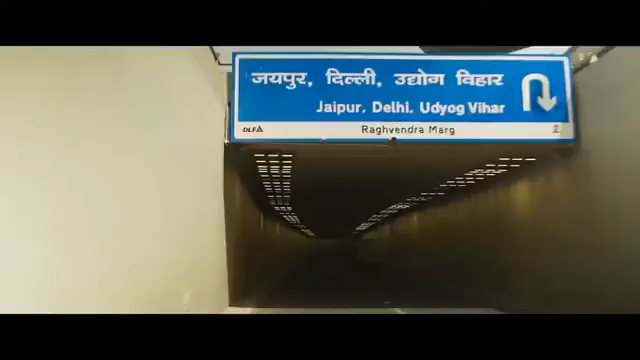 जयपुर, दिल्ली, उद्योग विहार
Jaipur, Delhi, Udyog Vihar
DLF Raghvendra Marg